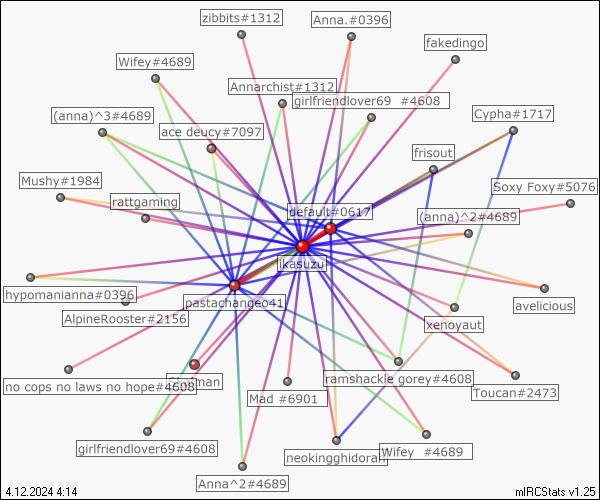 zibbits#1312
Anna.#0396
fakedingo
Wifey#4689
Annarchist#1312
girlfriendlover69 #4608
(anna)^3#4689
Cypha#1717
ace deucy#7097
frisout
Mushy#1984
Soxy Foxy#5076
rattgaming
default#0617
(anna)^2#4689
ikasuzu
hypomanianna#0396
pastachangeo41
avelicious
AlpineRooster#2156
xenoyaut
no cops no laws no hope#4608
ramshackle gorey#4608
Toucan#2473
Mad #6901
girlfriendlover69#4608
neokingghidorah
Wifey #4689
Anna^2#4689
4.12.2024 4:14
mIRCStats v1.25